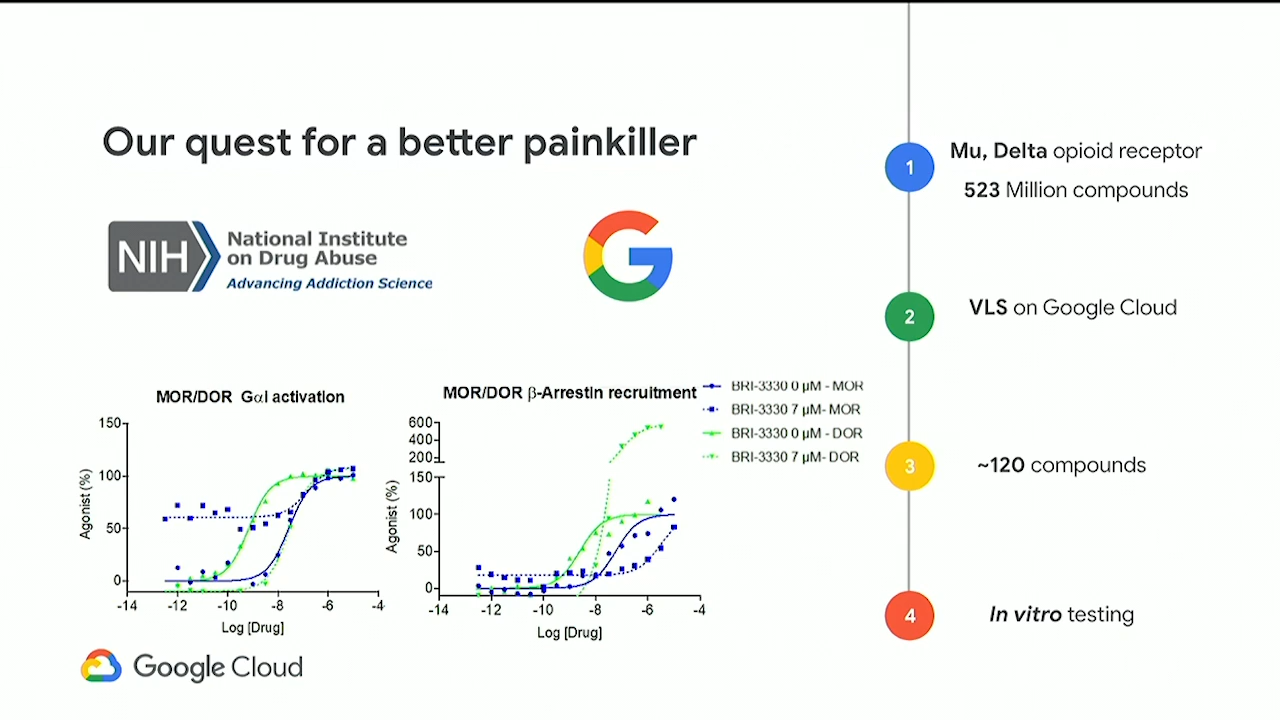 Our quest for a better painkiller
NIH
National Institute
on Drug Abuse
Advancing Addiction Science
MOR/DOR GαI activation
150
100
50
0
Agonist (%)
-14
-12
-10
-8
-6
-4
Log [Drug]
MOR/DOR β-Arrestin recruitment
600
400
200
150
100
50
0
Agonist (%)
-14
-12
-10
-8
-6
-4
Log [Drug]
BRI-3330 0 µM - MOR
BRI-3330 7 µM- MOR
BRI-3330 0 µM - DOR
BRI-3330 7 µM- DOR
Google Cloud
1
Mu, Delta opioid receptor
523 Million compounds
2
VLS on Google Cloud
3
~120 compounds
4
In vitro testing